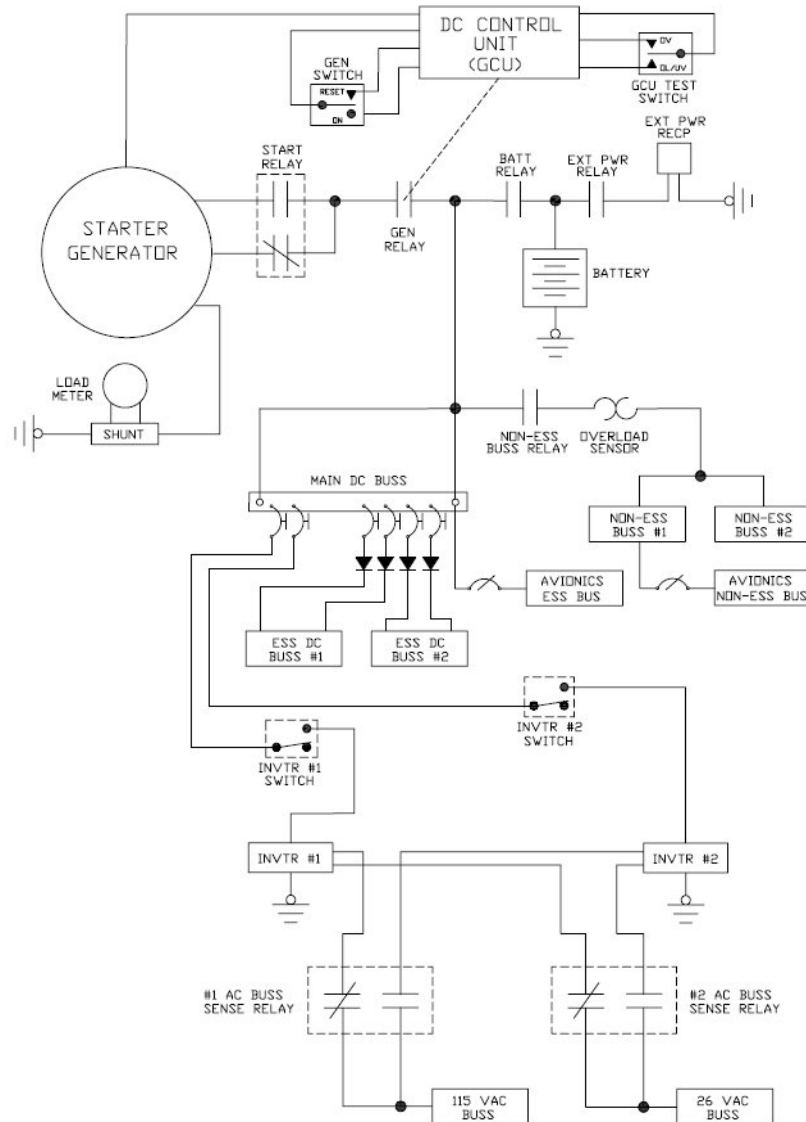 DC CONTROL
UNIT
(GCU)
GEN
SWITCH
RESET
ON
OV
OL/UV
GCU TEST
SWITCH
EXT PWR
RECP
START
RELAY
BATT
RELAY
EXT PWR
RELAY
STARTER
GENERATOR
GEN
RELAY
BATTERY
LOAD
METER
SHUNT
NON-ESS
BUSS RELAY
OVERLOAD
SENSOR
MAIN DC BUSS
NON-ESS
BUSS #1
NON-ESS
BUSS #2
AVIONICS
ESS BUS
AVIONICS
NON-ESS BUS
ESS DC
BUSS #1
ESS DC
BUSS #2
INVTR #2
SWITCH
INVTR #1
SWITCH
INVTR #1
INVTR #2
#1 AC BUSS
SENSE RELAY
#2 AC BUSS
SENSE RELAY
115 VAC
BUSS
26 VAC
BUSS